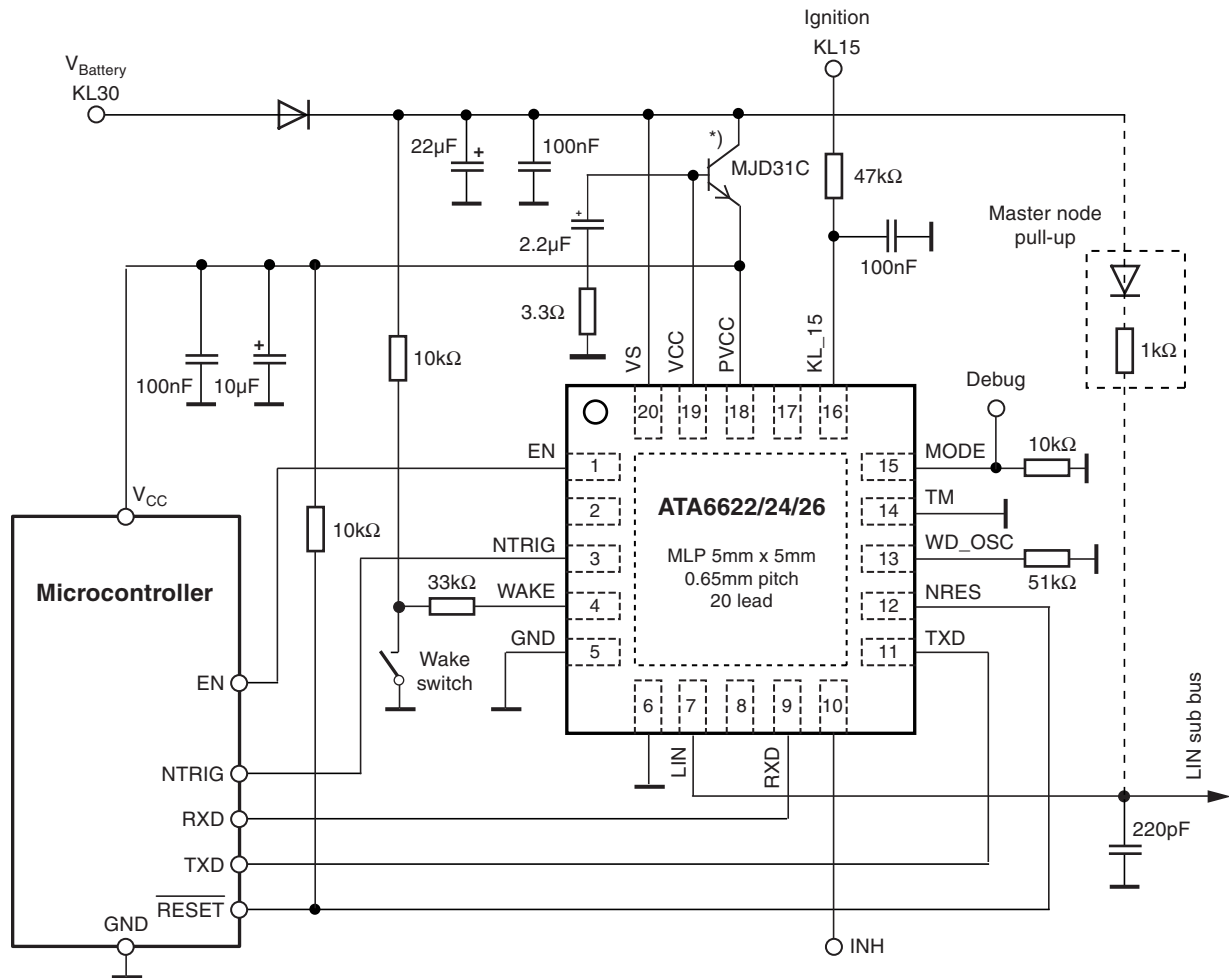 Ignition
KL15
V_Battery
KL30
22µF
+
100nF
*)
MJD31C
47kΩ
Master node
pull-up
+
2.2µF
100nF
3.3Ω
1kΩ
10kΩ
+
100nF
10µF
VS
VCC
PVCC
KL_15
Debug
20
19
18
17
16
EN
1
15
MODE
10kΩ
V_CC
2
ATA6622/24/26
14
TM
10kΩ
NTRIG
3
MLP 5mm x 5mm
0.65mm pitch
20 lead
13
WD_OSC
51kΩ
Microcontroller
33kΩ
WAKE
4
12
NRES
GND
5
11
TXD
Wake
switch
EN
6
7
8
9
10
LIN
RXD
LIN sub bus
NTRIG
RXD
TXD
RESET
GND
220pF
INH